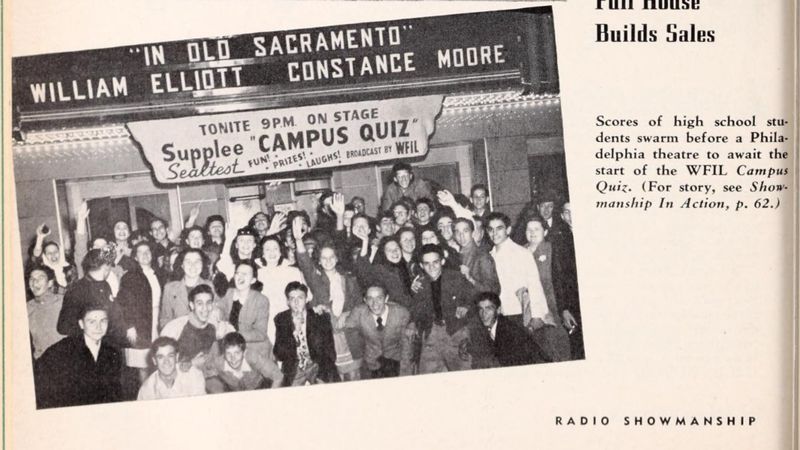 "IN OLD SACRAMENTO"
WILLIAM ELLIOTT CONSTANCE MOORE
TONITE 9 P.M. ON STAGE
Supplee "CAMPUS QUIZ"
Sealtest FUN! PRIZES! LAUGHS! BROADCAST BY WFIL
Full House
Builds Sales
Scores of high school stu-
dents swarm before a Phila-
delphia theatre to await the
start of the WFIL Campus
Quiz. (For story, see Show-
manship In Action, p. 62.)
RADIO SHOWMANSHIP